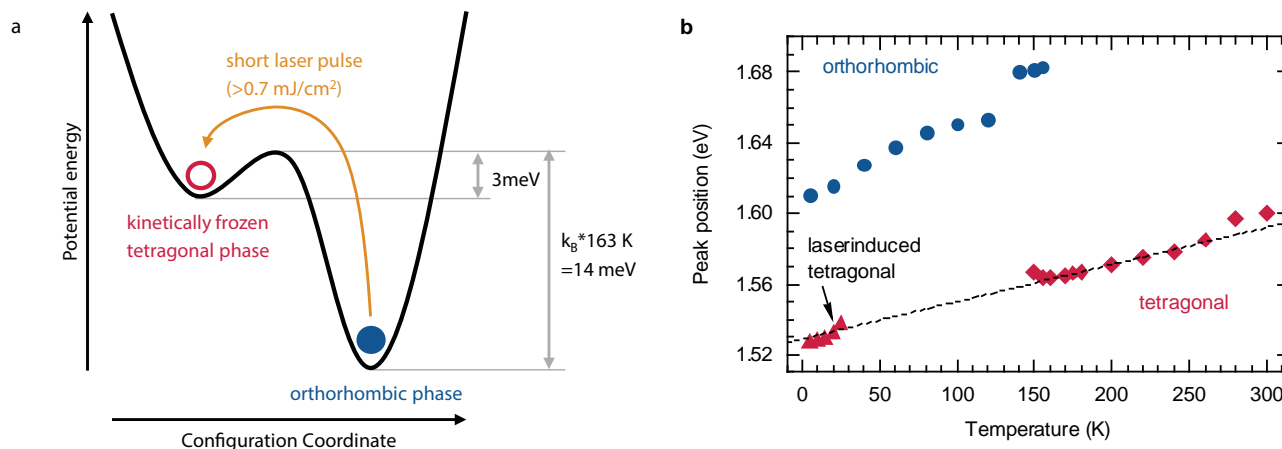 a
short laser pulse
(>0.7 mJ/cm²)
Potential energy
3meV
kinetically frozen
tetragonal phase
k_B*163 K
=14 meV
orthorhombic phase
Configuration Coordinate
b
orthorhombic
1.68
1.64
1.60
1.56
1.52
Peak position (eV)
laserinduced
tetragonal
tetragonal
0
50
100
150
200
250
300
Temperature (K)